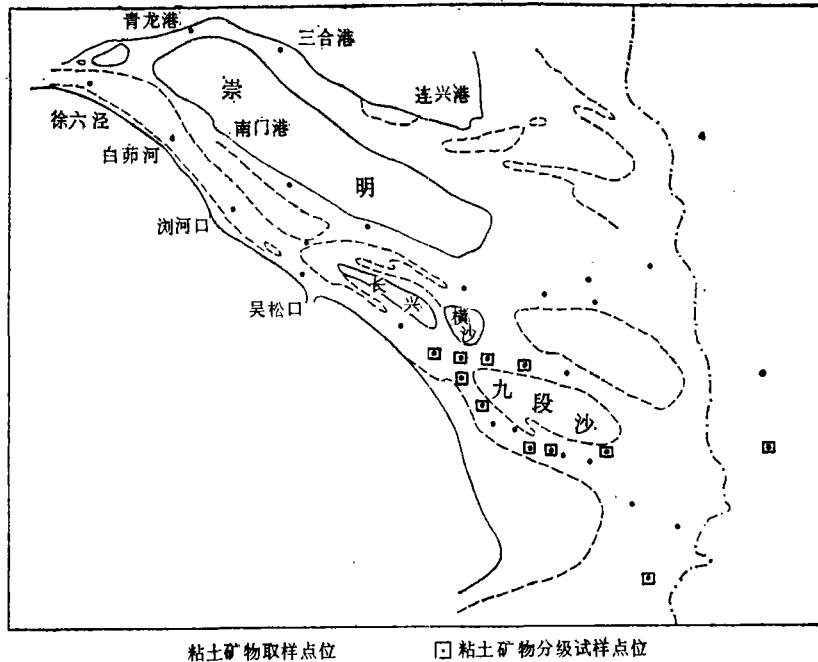 青龙港
三合港
崇
连兴港
徐六泾
南门港
白茆河
明
浏河口
吴松口
长
兴
横
沙
九
段
沙
粘土矿物取样点位
粘土矿物分级试样点位